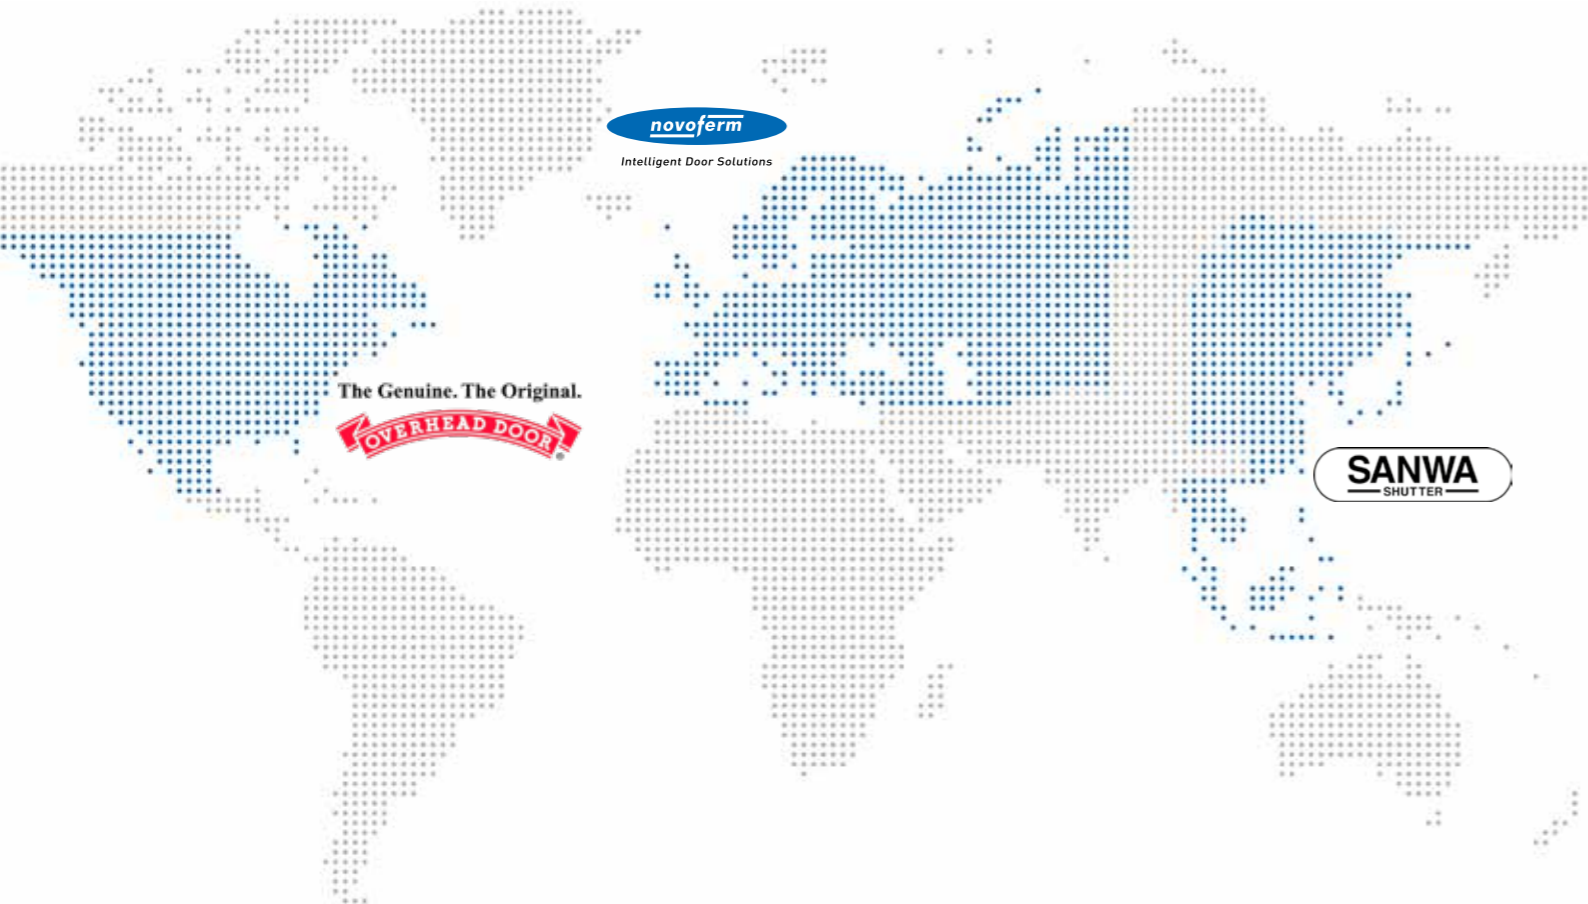 novoferm
Intelligent Door Solutions
The Genuine. The Original.
OVERHEAD DOOR®
SANWA
SHUTTER